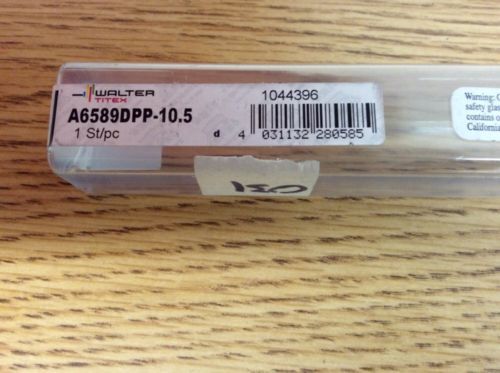 WALTER
TITEX
1044396
A6589DPP-10.5
1 St/pc
d 4 031132 280585
Warning:
safety glas
contains o
California